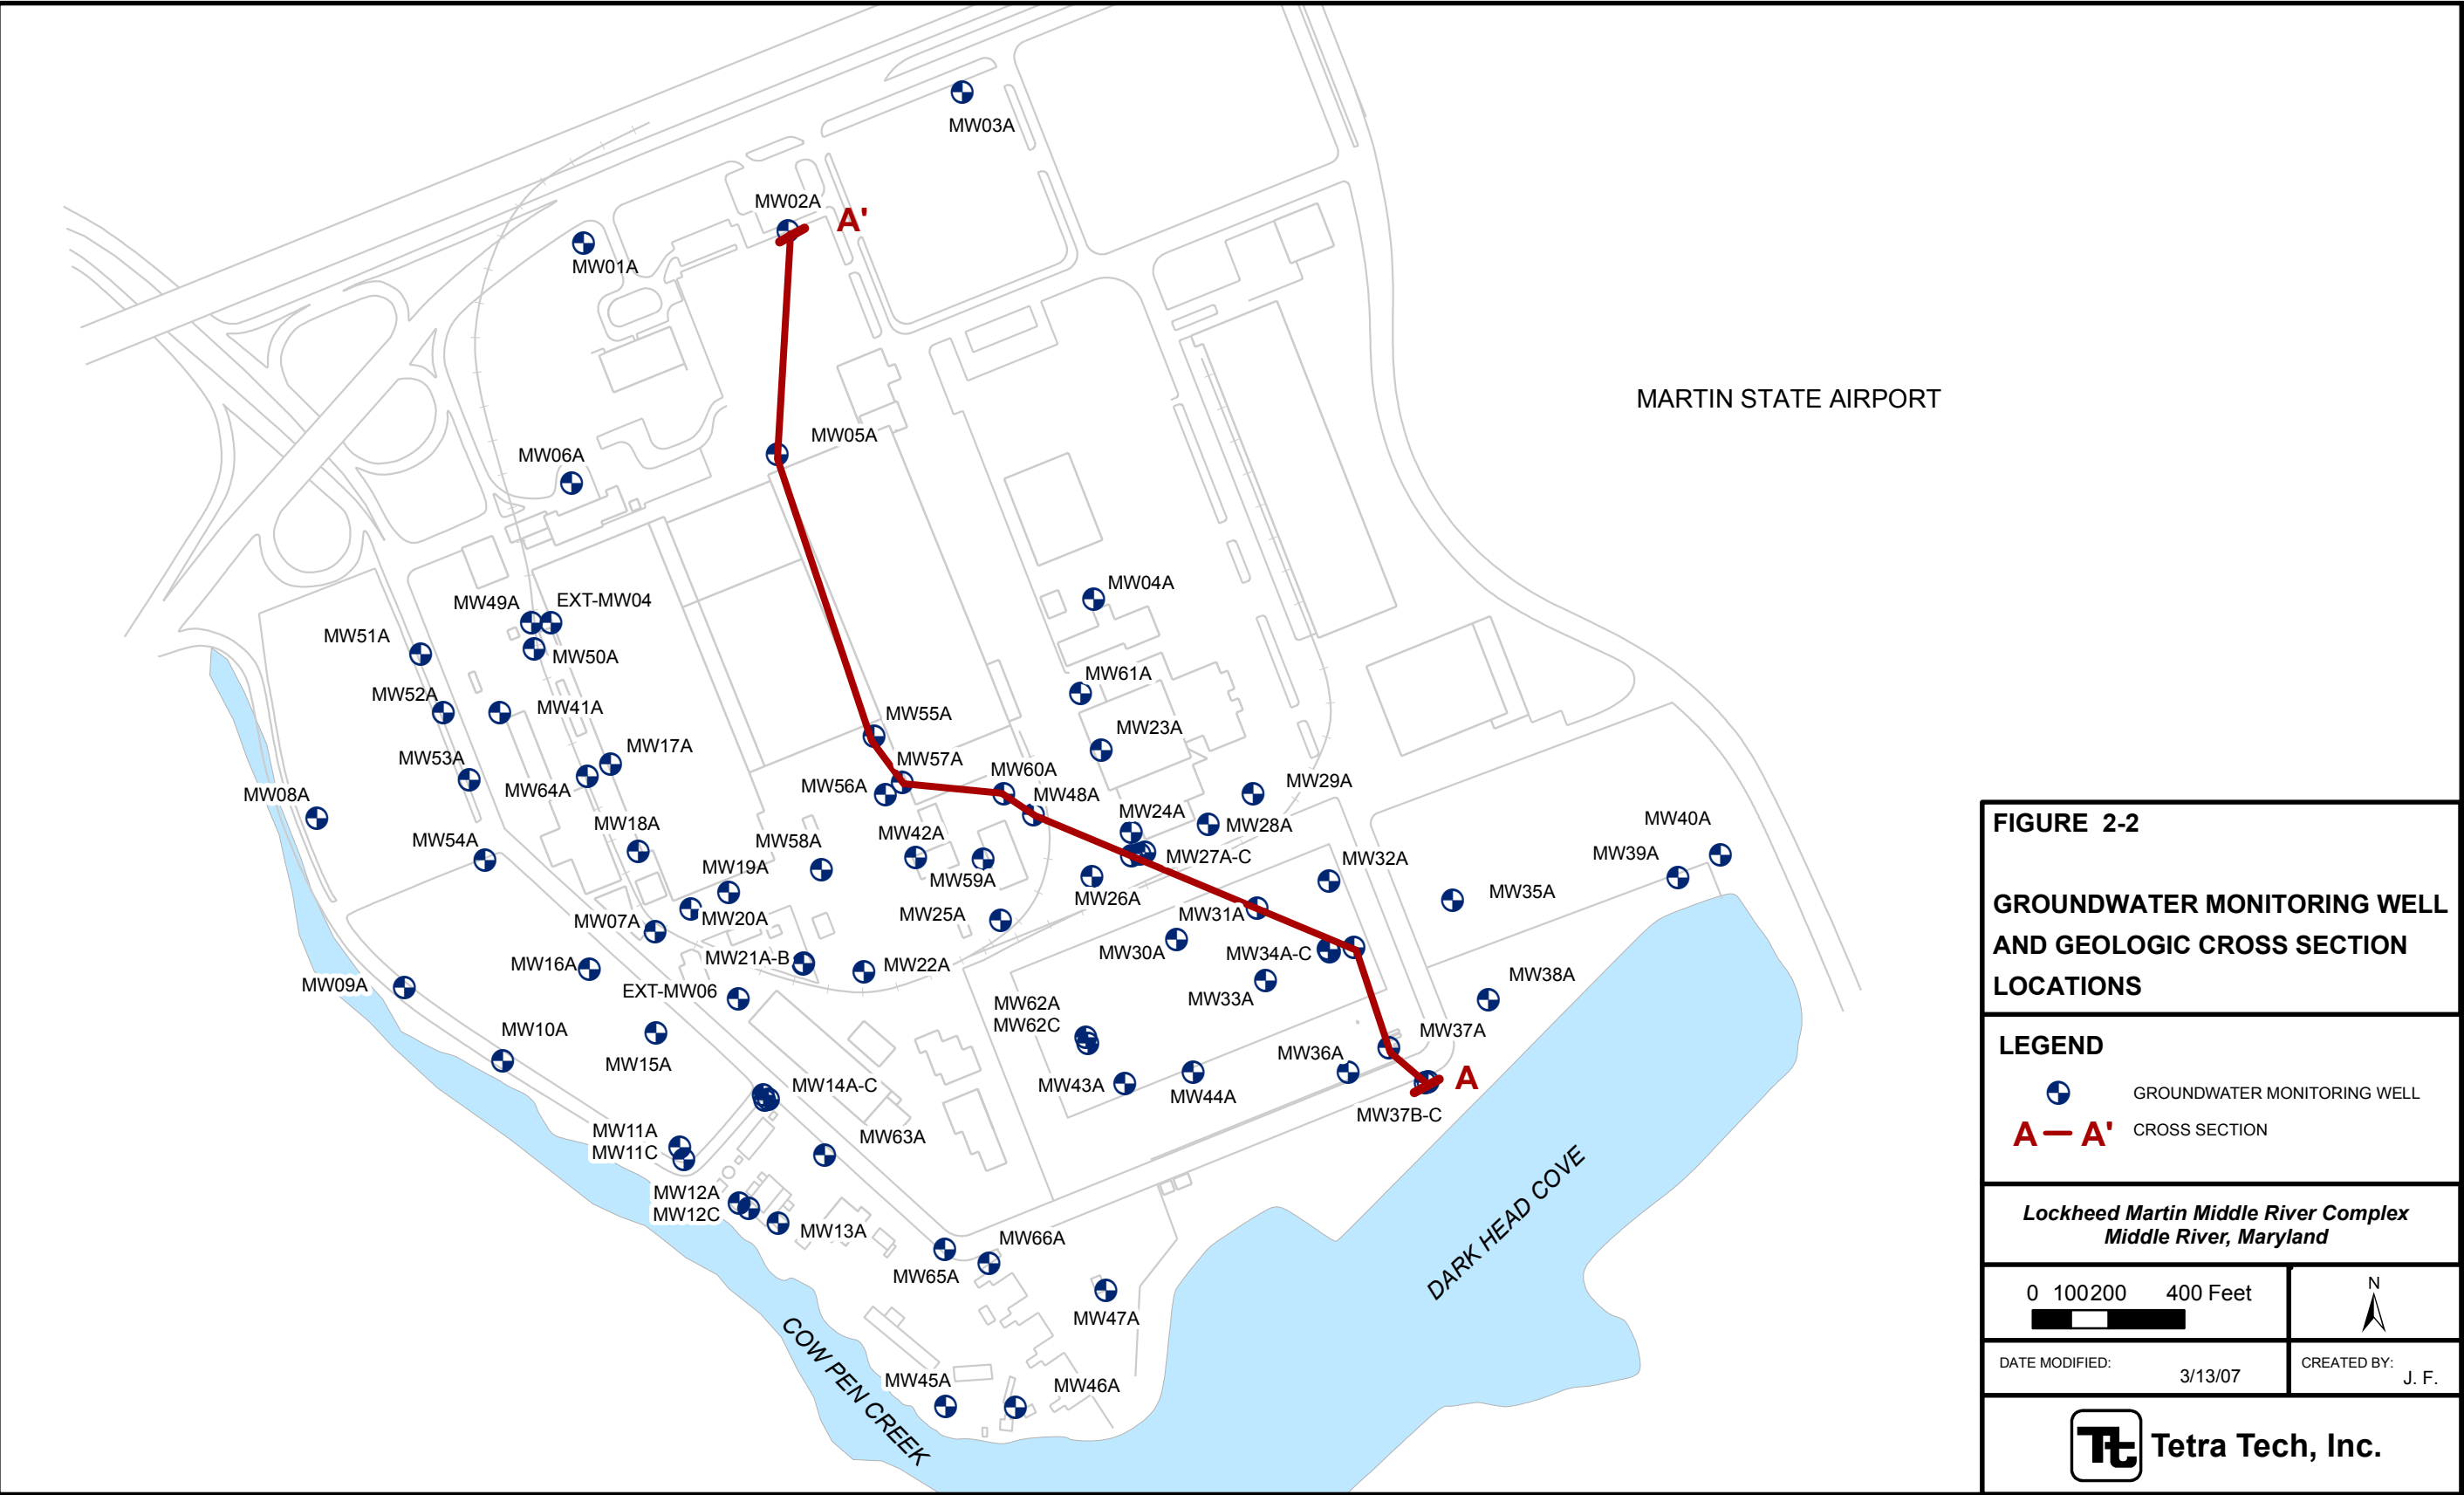 MW03A
MW02A
A'
MW01A
MARTIN STATE AIRPORT
MW05A
MW06A
MW04A
MW49A
EXT-MW04
MW51A
MW50A
MW61A
MW52A
MW41A
MW55A
MW23A
MW17A
MW53A
MW57A
MW60A
MW29A
MW64A
MW56A
MW48A
MW08A
MW24A
MW28A
MW40A
MW18A
MW54A
MW58A
MW42A
MW27A-C
MW32A
MW39A
MW19A
MW59A
MW35A
MW26A
MW20A
MW25A
MW31A
MW07A
MW30A
MW34A-C
MW21A-B
MW22A
MW16A
MW38A
MW09A
EXT-MW06
MW33A
MW62A
MW62C
MW10A
MW37A
MW15A
MW36A
MW14A-C
MW43A
MW44A
A
MW37B-C
MW11A
MW11C
MW63A
MW12A
MW12C
MW13A
MW66A
MW65A
MW47A
DARK HEAD COVE
COW PEN CREEK
MW45A
MW46A
FIGURE 2-2
GROUNDWATER MONITORING WELL
AND GEOLOGIC CROSS SECTION
LOCATIONS
LEGEND
GROUNDWATER MONITORING WELL
A — A' CROSS SECTION
Lockheed Martin Middle River Complex
Middle River, Maryland
0 100200 400 Feet
N
DATE MODIFIED: 3/13/07
CREATED BY: J. F.
Tt Tetra Tech, Inc.